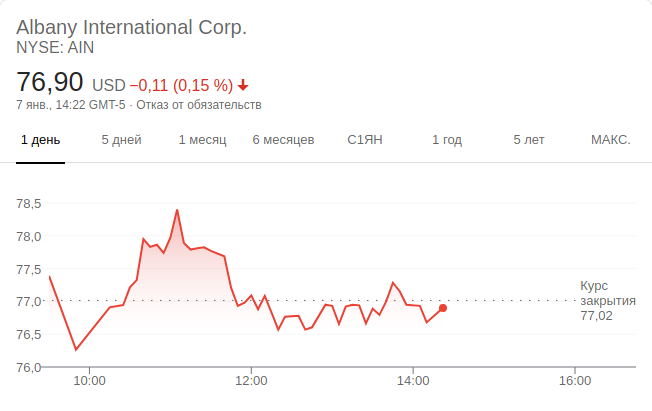 Albany International Corp.
NYSE: AIN
76,90 USD −0,11 (0,15 %)
7 янв., 14:22 GMT-5 · Отказ от обязательств
1 день 5 дней 1 месяц 6 месяцев С1ЯН 1 год 5 лет МАКС.
78,5
78,0
77,5
77,0
76,5
76,0
Курс
закрытия
77,02
10:00 12:00 14:00 16:00